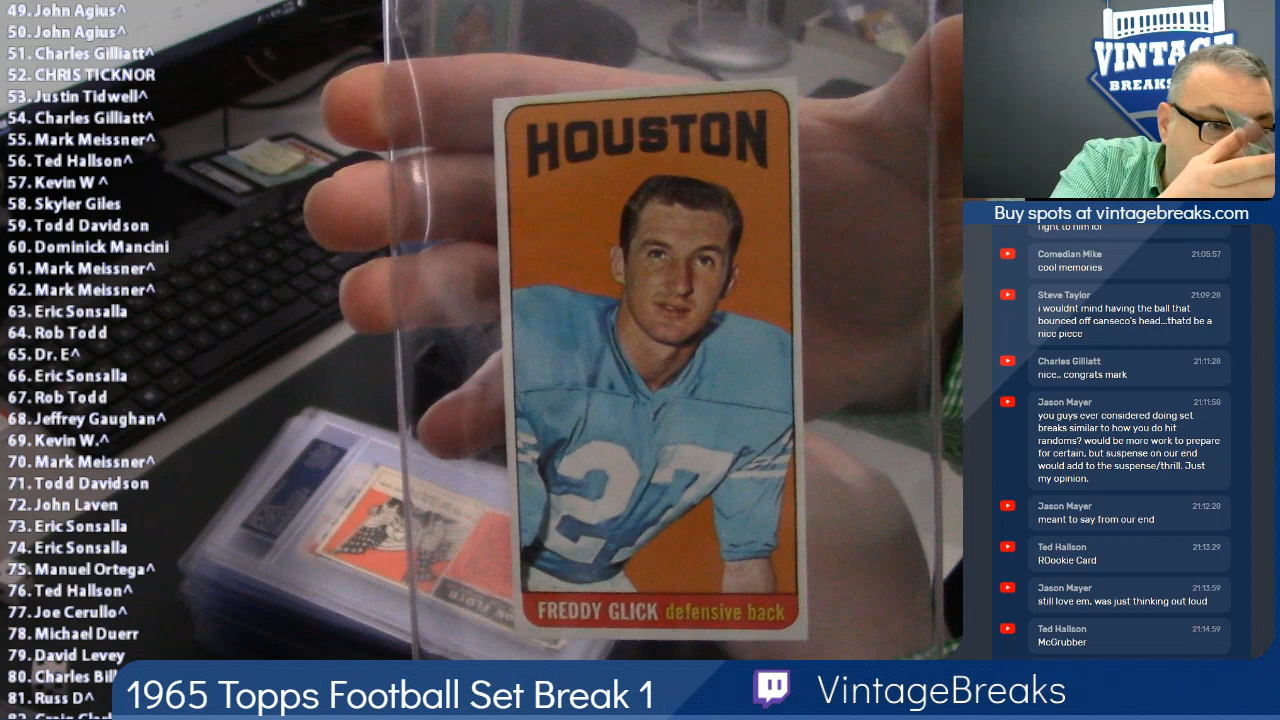 49. John Agius^
50. John Agius^
51. Charles Gilliatt^
52. CHRIS TICKNOR
53. Justin Tidwell^
54. Charles Gilliatt^
55. Mark Meissner^
56. Ted Hallson^
57. Kevin W ^
58. Skyler Giles
59. Todd Davidson
60. Dominick Mancini
61. Mark Meissner^
62. Mark Meissner^
63. Eric Sonsalla
64. Rob Todd
65. Dr. E^
66. Eric Sonsalla
67. Rob Todd
68. Jeffrey Gaughan^
69. Kevin W.^
70. Mark Meissner^
71. Todd Davidson
72. John Laven
73. Eric Sonsalla
74. Eric Sonsalla
75. Manuel Ortega^
76. Ted Hallson^
77. Joe Cerullo^
78. Michael Duerr
79. David Levey
80. Charles Bill
81. Russ D^
HOUSTON
27
FREDDY GLICK defensive back
VINTAGE
BREAKS
Buy spots at vintagebreaks.com
right to him lol
Comedian Mike 21:05:57
cool memories
Steve Taylor 21:09:28
i wouldnt mind having the ball that
bounced off canseco's head...thatd be a
nice piece
Charles Gilliatt 21:11:28
nice.. congrats mark
Jason Mayer 21:11:58
you guys ever considered doing set
breaks similar to how you do hit
randoms? would be more work to prepare
for certain, but suspense on our end
would add to the suspense/thrill. Just
my opinion.
Jason Mayer 21:12:28
meant to say from our end
Ted Hallson 21:13:29
ROookie Card
Jason Mayer 21:13:59
still love em, was just thinking out loud
Ted Hallson 21:14:59
McGrubber
1965 Topps Football Set Break 1
VintageBreaks